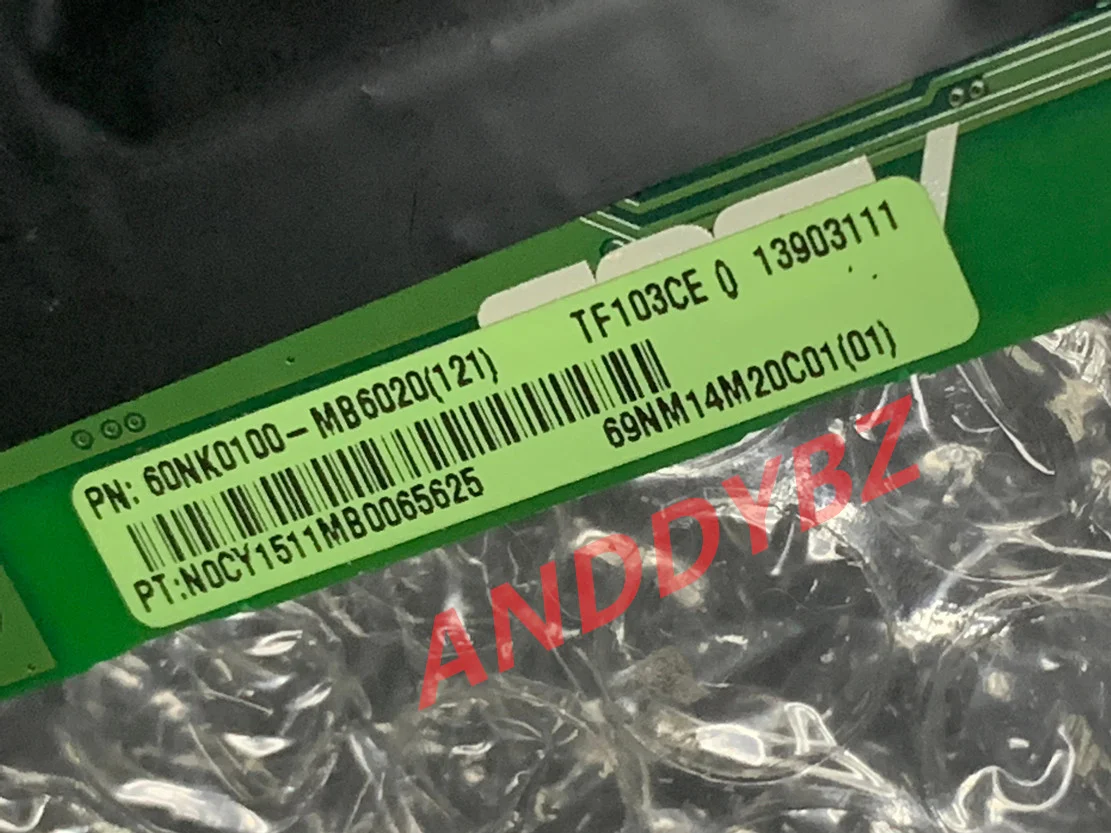 PN: 60NK0100-MB6020(121) TF103CE 0 13903111
69NM14M20C01(01)
PT:N0CY1511MB0065625
ANDDYBZ